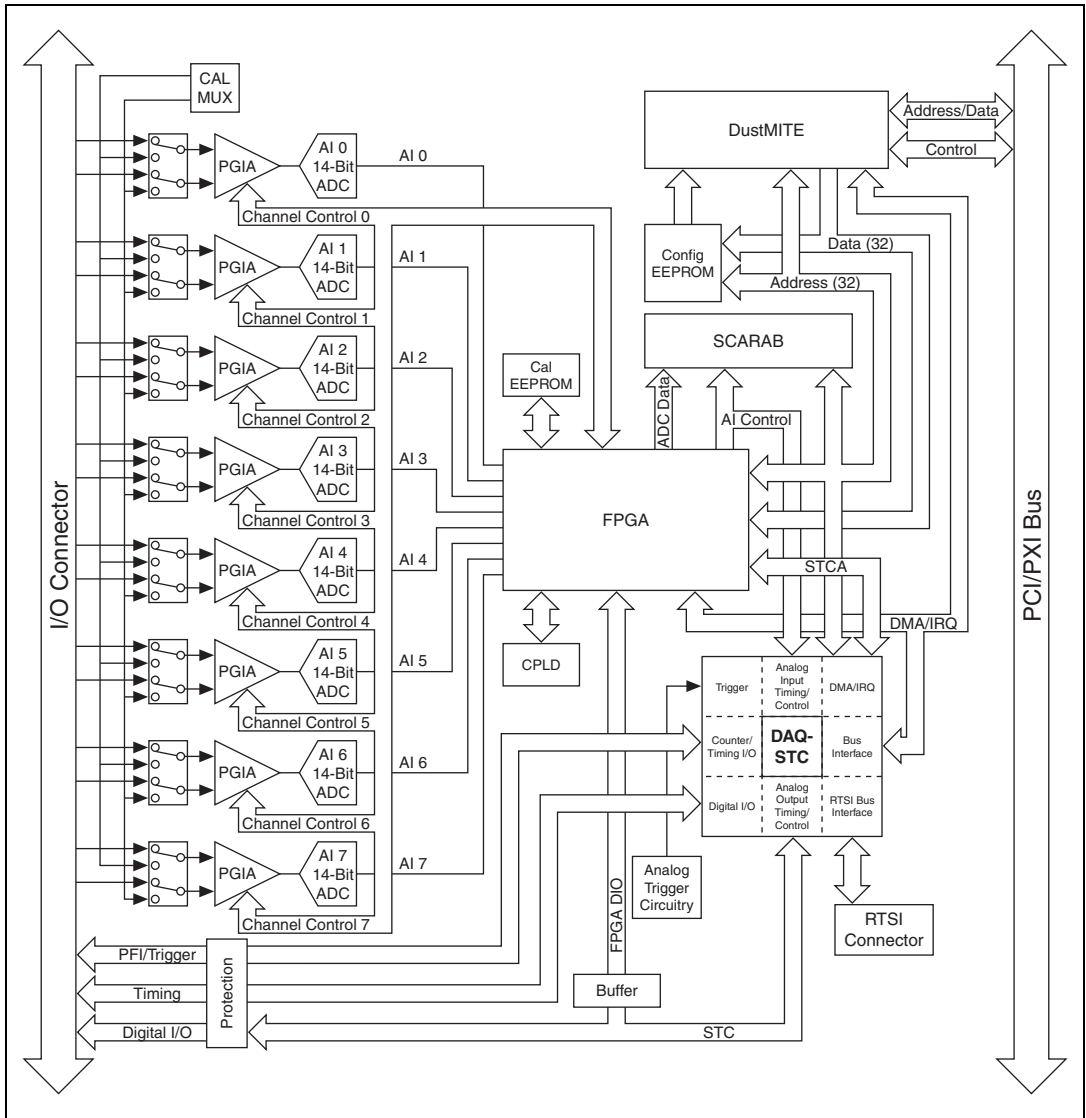 CAL
MUX
I/O Connector
PGIA
AI 0
14-Bit
ADC
AI 0
Channel Control 0
PGIA
AI 1
14-Bit
ADC
AI 1
Channel Control 1
PGIA
AI 2
14-Bit
ADC
AI 2
Channel Control 2
PGIA
AI 3
14-Bit
ADC
AI 3
Channel Control 3
PGIA
AI 4
14-Bit
ADC
AI 4
Channel Control 4
PGIA
AI 5
14-Bit
ADC
AI 5
Channel Control 5
PGIA
AI 6
14-Bit
ADC
AI 6
Channel Control 6
PGIA
AI 7
14-Bit
ADC
AI 7
Channel Control 7
PFI/Trigger
Timing
Digital I/O
Protection
DustMITE
Address/Data
Control
Config
EEPROM
Data (32)
Address (32)
SCARAB
Cal
EEPROM
ADC Data
AI Control
FPGA
STCA
DMA/IRQ
CPLD
Trigger
Analog
Input
Timing/
Control
DMA/IRQ
Counter/
Timing I/O
DAQ-
STC
Bus
Interface
Digital I/O
Analog
Output
Timing/
Control
RTSI Bus
Interface
FPGA DIO
Analog
Trigger
Circuitry
RTSI
Connector
Buffer
STC
PCI/PXI Bus